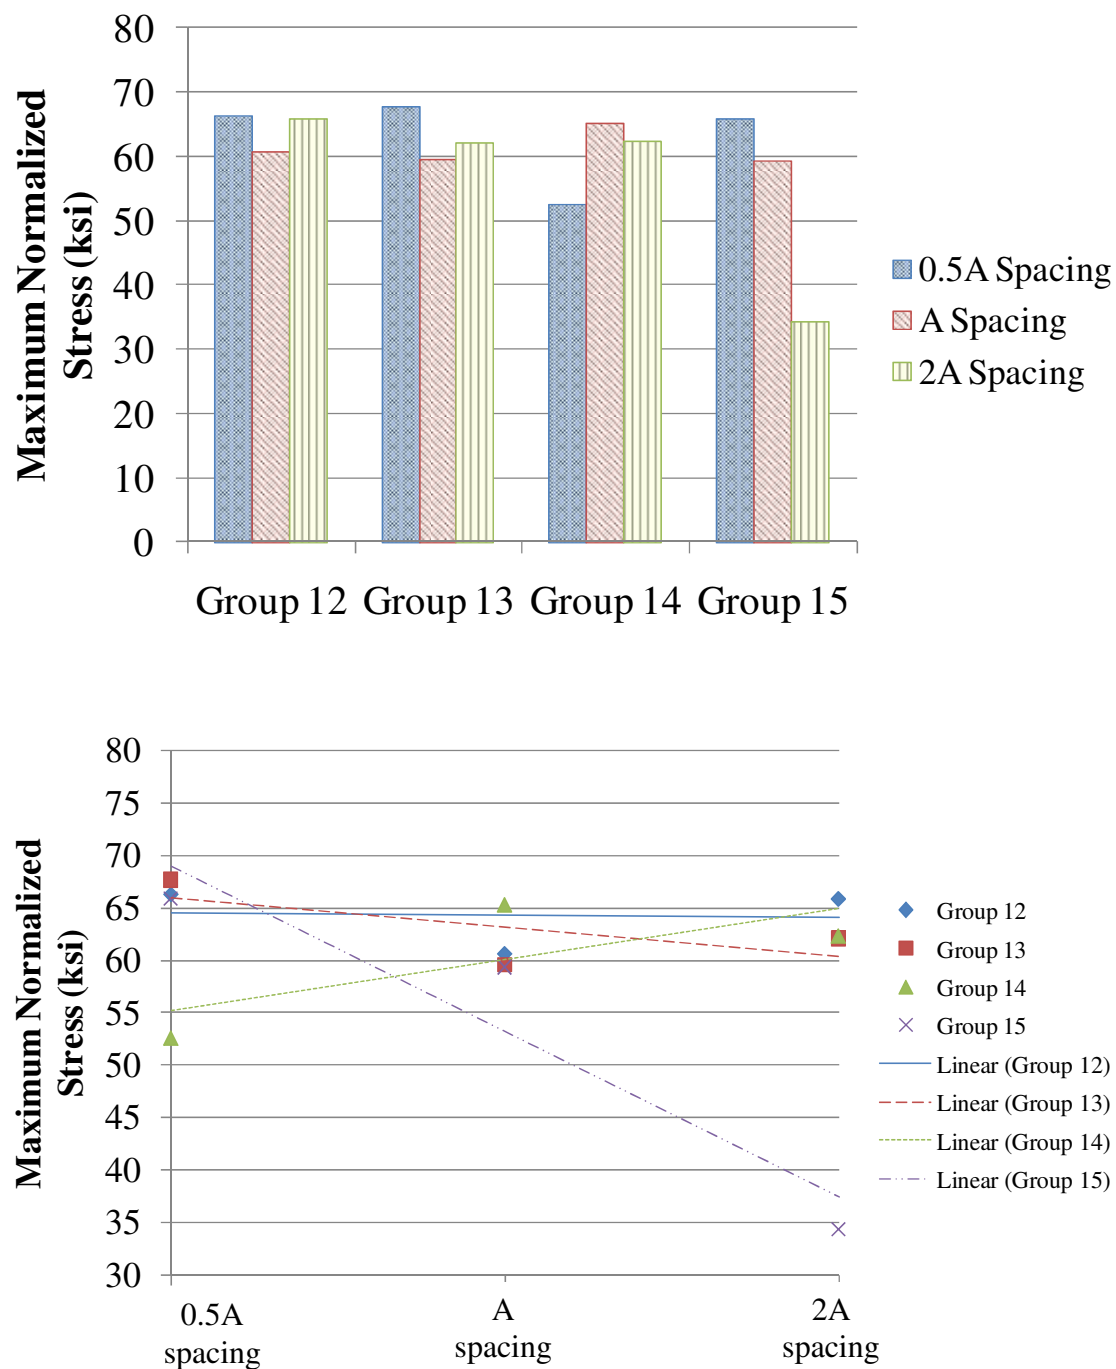 80
70
60
50
40
30
20
10
0
Maximum Normalized
Stress (ksi)
Group 12 Group 13 Group 14 Group 15
0.5A Spacing
A Spacing
2A Spacing
80
75
70
65
60
55
50
45
40
35
30
Maximum Normalized
Stress (ksi)
0.5A
spacing
A
spacing
2A
spacing
Group 12
Group 13
Group 14
Group 15
Linear (Group 12)
Linear (Group 13)
Linear (Group 14)
Linear (Group 15)